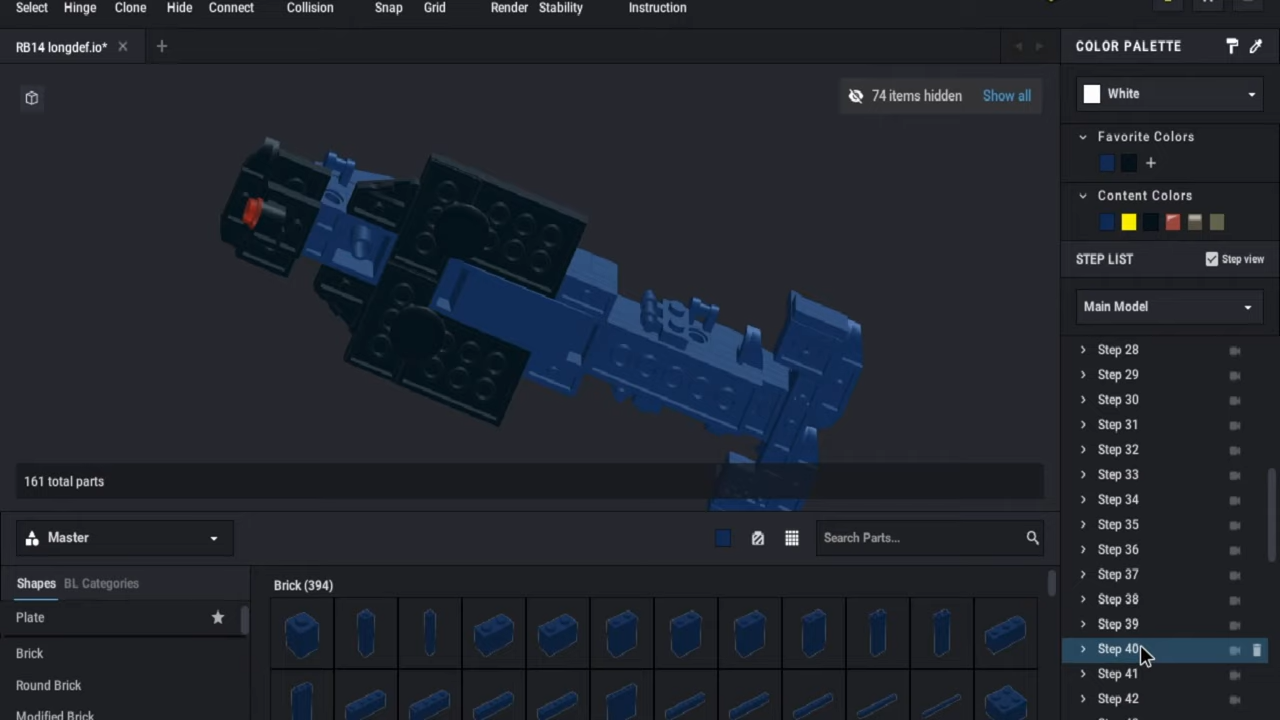 Select Hinge Clone Hide Connect Collision Snap Grid Render Stability Instruction
RB14 longdef.io*
COLOR PALETTE
74 items hidden Show all
White
Favorite Colors
Content Colors
STEP LIST
Step view
Main Model
Step 28
Step 29
Step 30
Step 31
Step 32
Step 33
Step 34
Step 35
Step 36
Step 37
Step 38
Step 39
Step 40
Step 41
Step 42
161 total parts
Master
Search Parts...
Shapes BL Categories
Brick (394)
Plate
Brick
Round Brick
Modified Brick